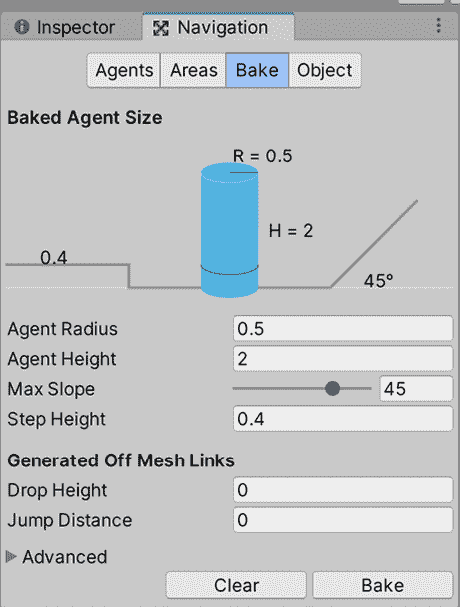 Inspector Navigation
Agents Areas Bake Object
Baked Agent Size
R = 0.5
H = 2
0.4
45°
Agent Radius 0.5
Agent Height 2
Max Slope 45
Step Height 0.4
Generated Off Mesh Links
Drop Height 0
Jump Distance 0
Advanced
Clear Bake